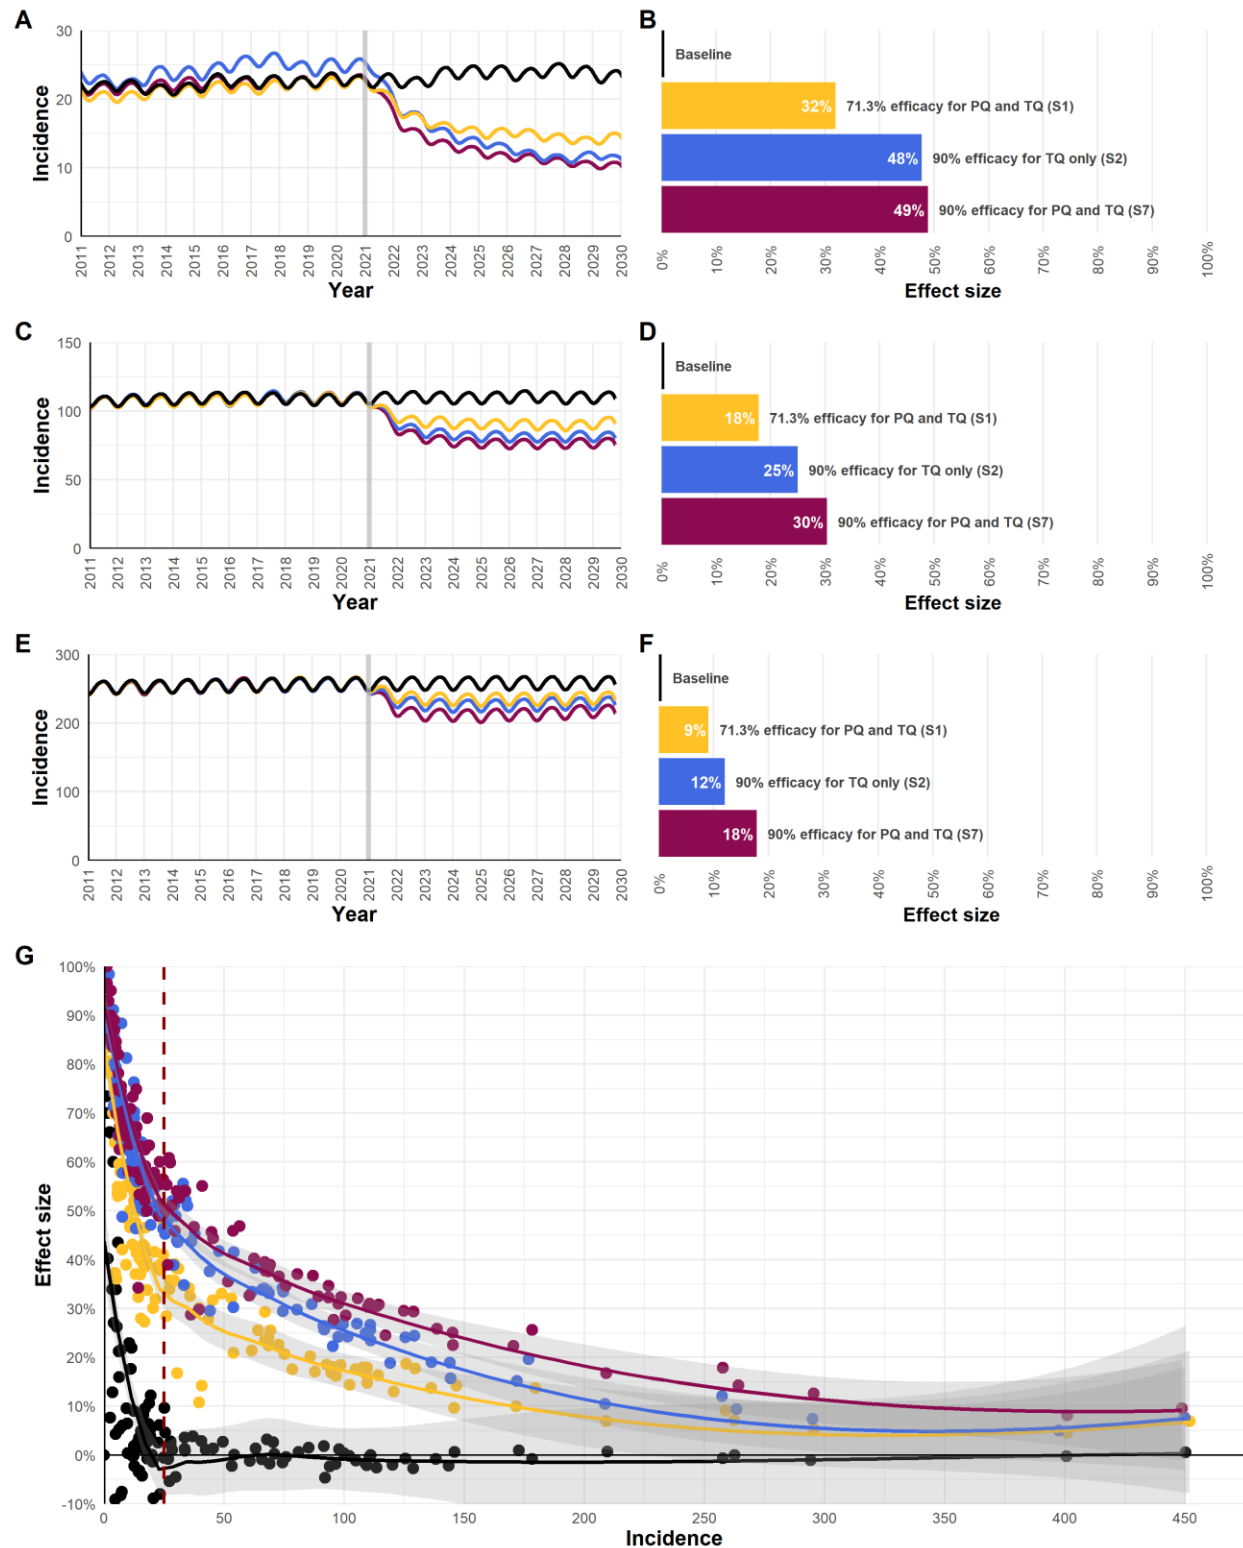 A
30
20
10
0
Incidence
2011
2012
2013
2014
2015
2016
2017
2018
2019
2020
2021
2022
2023
2024
2025
2026
2027
2028
2029
2030
Year
B
Baseline
32% 71.3% efficacy for PQ and TQ (S1)
48% 90% efficacy for TQ only (S2)
49% 90% efficacy for PQ and TQ (S7)
0% 10% 20% 30% 40% 50% 60% 70% 80% 90% 100%
Effect size
C
150
100
50
0
Incidence
2011
2012
2013
2014
2015
2016
2017
2018
2019
2020
2021
2022
2023
2024
2025
2026
2027
2028
2029
2030
Year
D
Baseline
18% 71.3% efficacy for PQ and TQ (S1)
25% 90% efficacy for TQ only (S2)
30% 90% efficacy for PQ and TQ (S7)
0% 10% 20% 30% 40% 50% 60% 70% 80% 90% 100%
Effect size
E
300
200
100
0
Incidence
2011
2012
2013
2014
2015
2016
2017
2018
2019
2020
2021
2022
2023
2024
2025
2026
2027
2028
2029
2030
Year
F
Baseline
9% 71.3% efficacy for PQ and TQ (S1)
12% 90% efficacy for TQ only (S2)
18% 90% efficacy for PQ and TQ (S7)
0% 10% 20% 30% 40% 50% 60% 70% 80% 90% 100%
Effect size
G
100%
90%
80%
70%
60%
50%
40%
30%
20%
10%
0%
-10%
Effect size
0 50 100 150 200 250 300 350 400 450
Incidence